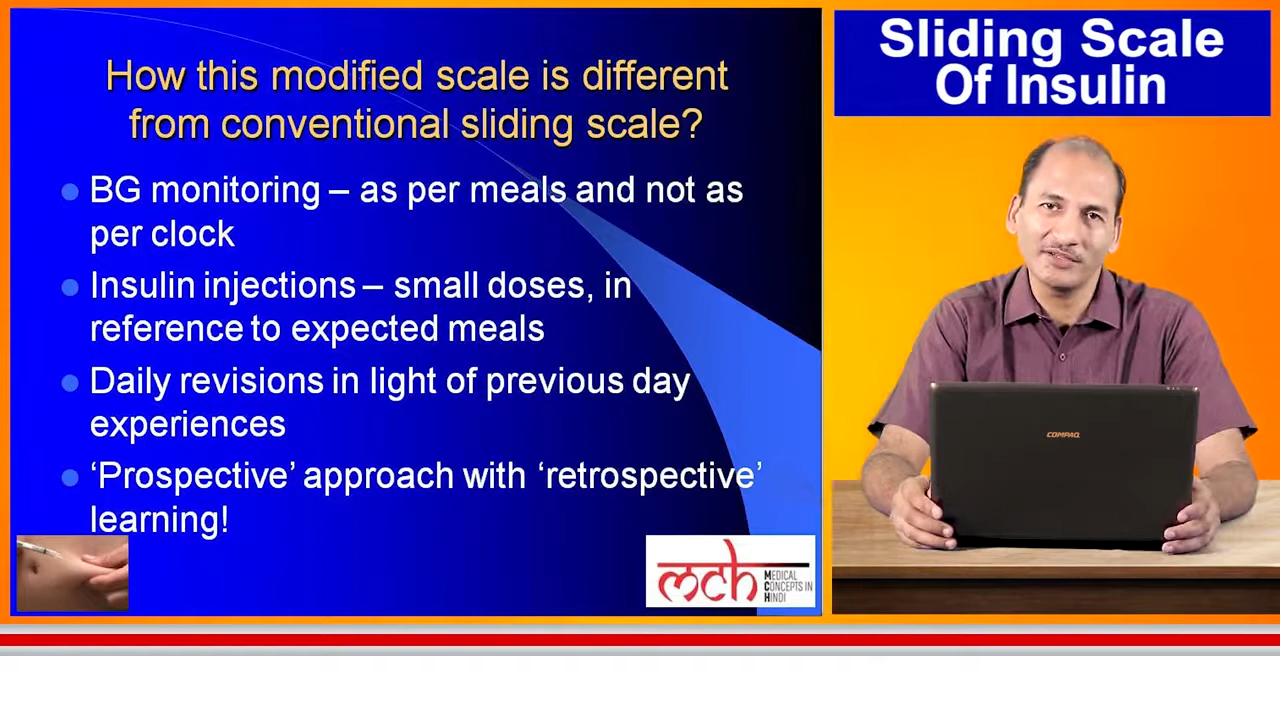 How this modified scale is different
from conventional sliding scale?
BG monitoring – as per meals and not as
per clock
Insulin injections – small doses, in
reference to expected meals
Daily revisions in light of previous day
experiences
‘Prospective’ approach with ‘retrospective’
learning!
mch
MEDICAL
CONCEPTS IN
HINDI
Sliding Scale
Of Insulin
COMPAQ